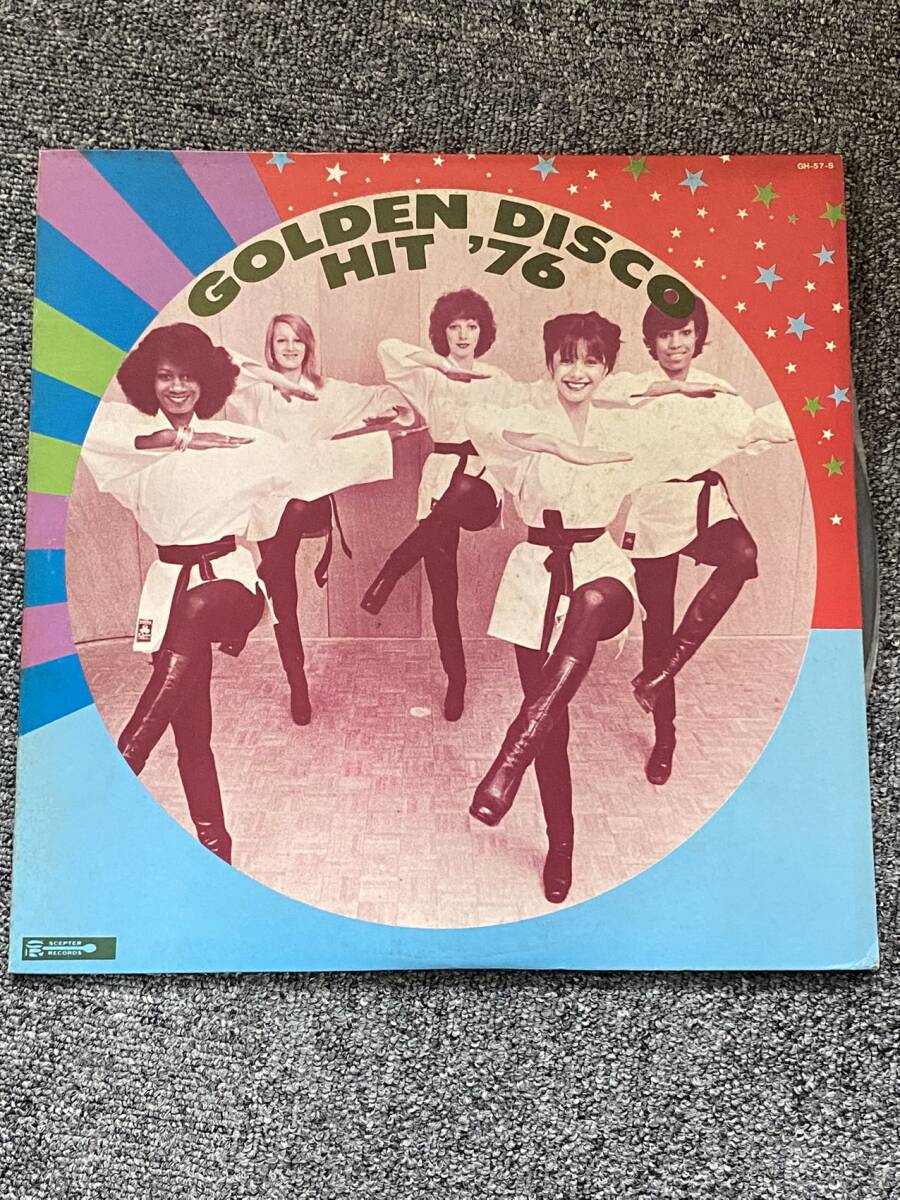 GH-57-S
GOLDEN DISCO
HIT '76
SCEPTER
RECORDS